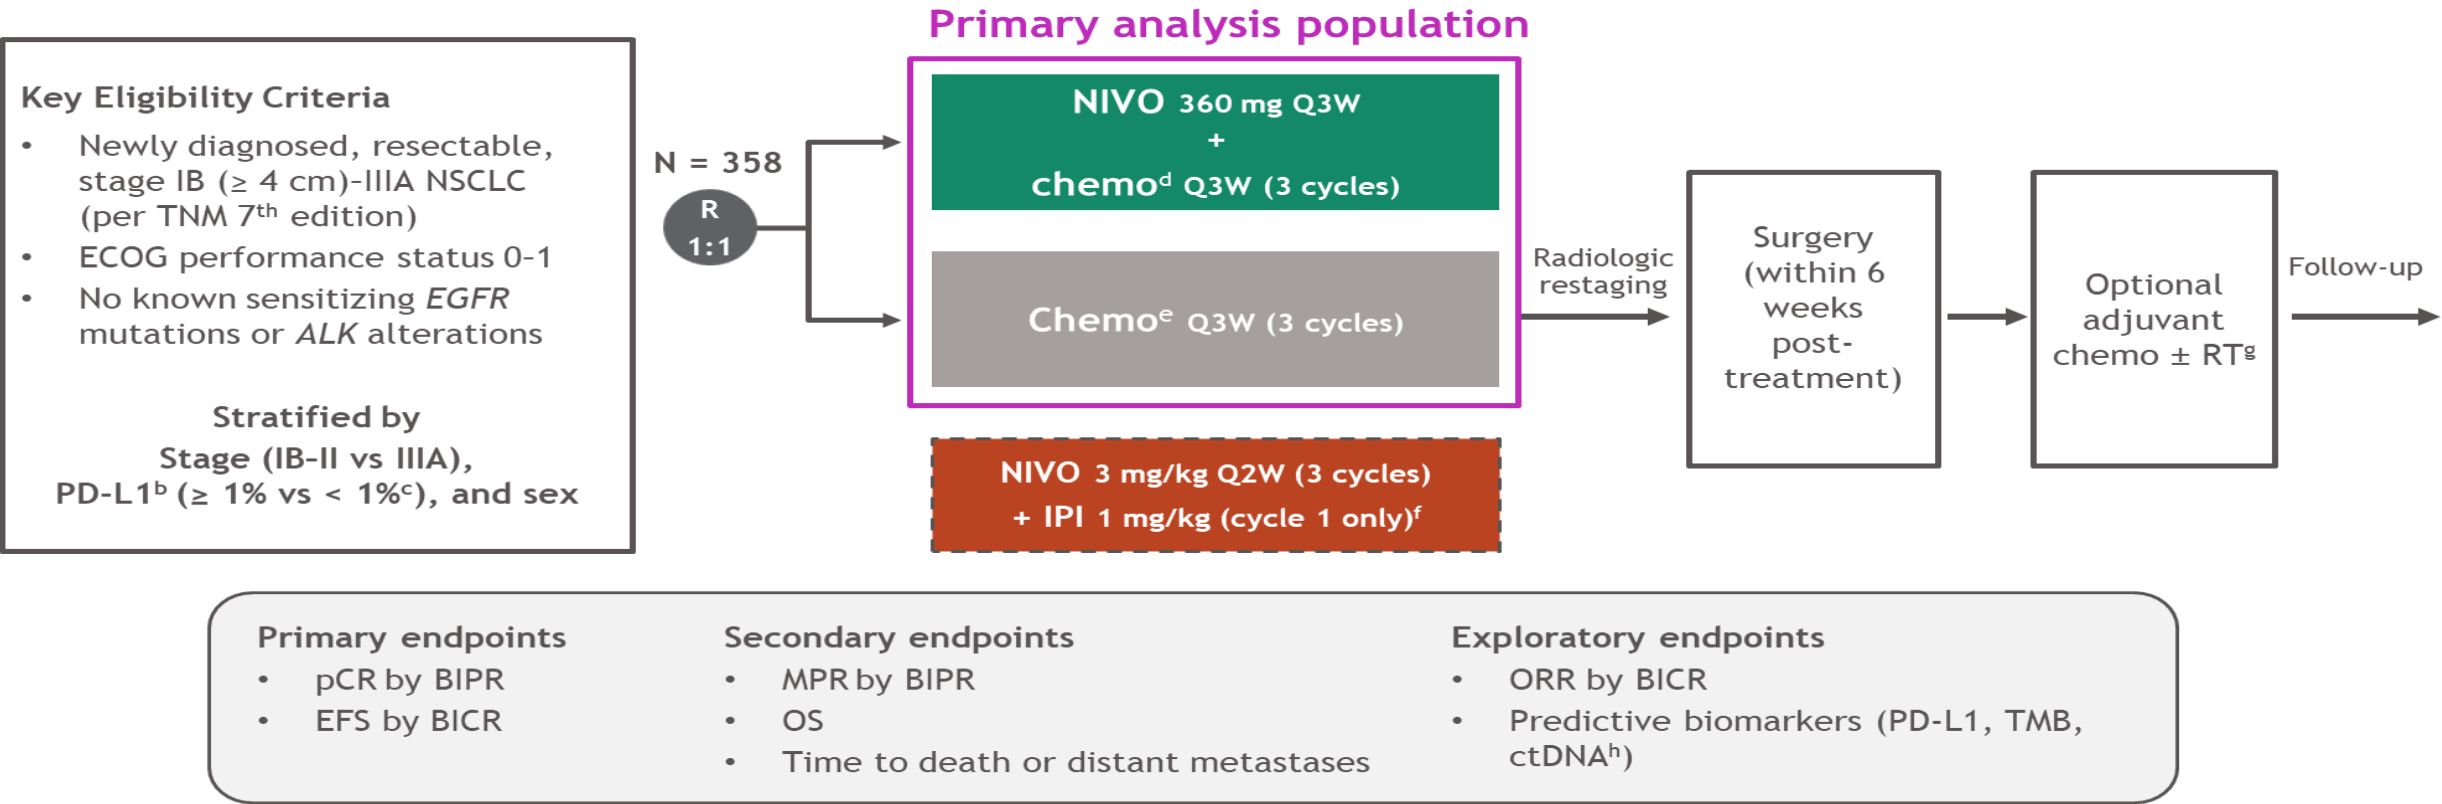 Primary analysis population
Key Eligibility Criteria
• Newly diagnosed, resectable,
stage IB (≥ 4 cm)-IIIA NSCLC
(per TNM 7th edition)
• ECOG performance status 0-1
• No known sensitizing EGFR
mutations or ALK alterations
Stratified by
Stage (IB-II vs IIIA),
PD-L1b (≥ 1% vs < 1%c), and sex
N = 358
R
1:1
NIVO 360 mg Q3W
+
chemod Q3W (3 cycles)
Chemoe Q3W (3 cycles)
NIVO 3 mg/kg Q2W (3 cycles)
+ IPI 1 mg/kg (cycle 1 only)f
Radiologic
restaging
Surgery
(within 6
weeks
post-
treatment)
Optional
adjuvant
chemo ± RTg
Follow-up
Primary endpoints
• pCR by BIPR
• EFS by BICR
Secondary endpoints
• MPR by BIPR
• OS
• Time to death or distant metastases
Exploratory endpoints
• ORR by BICR
• Predictive biomarkers (PD-L1, TMB,
ctDNAh)